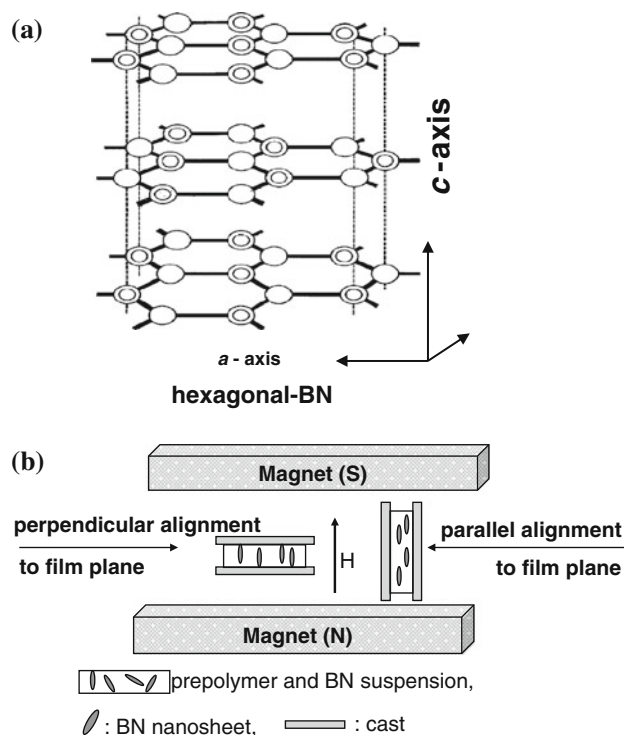 (a)
c-axis
a - axis
hexagonal-BN
(b)
Magnet (S)
perpendicular alignment
to film plane
H
parallel alignment
to film plane
Magnet (N)
prepolymer and BN suspension,
: BN nanosheet,
: cast